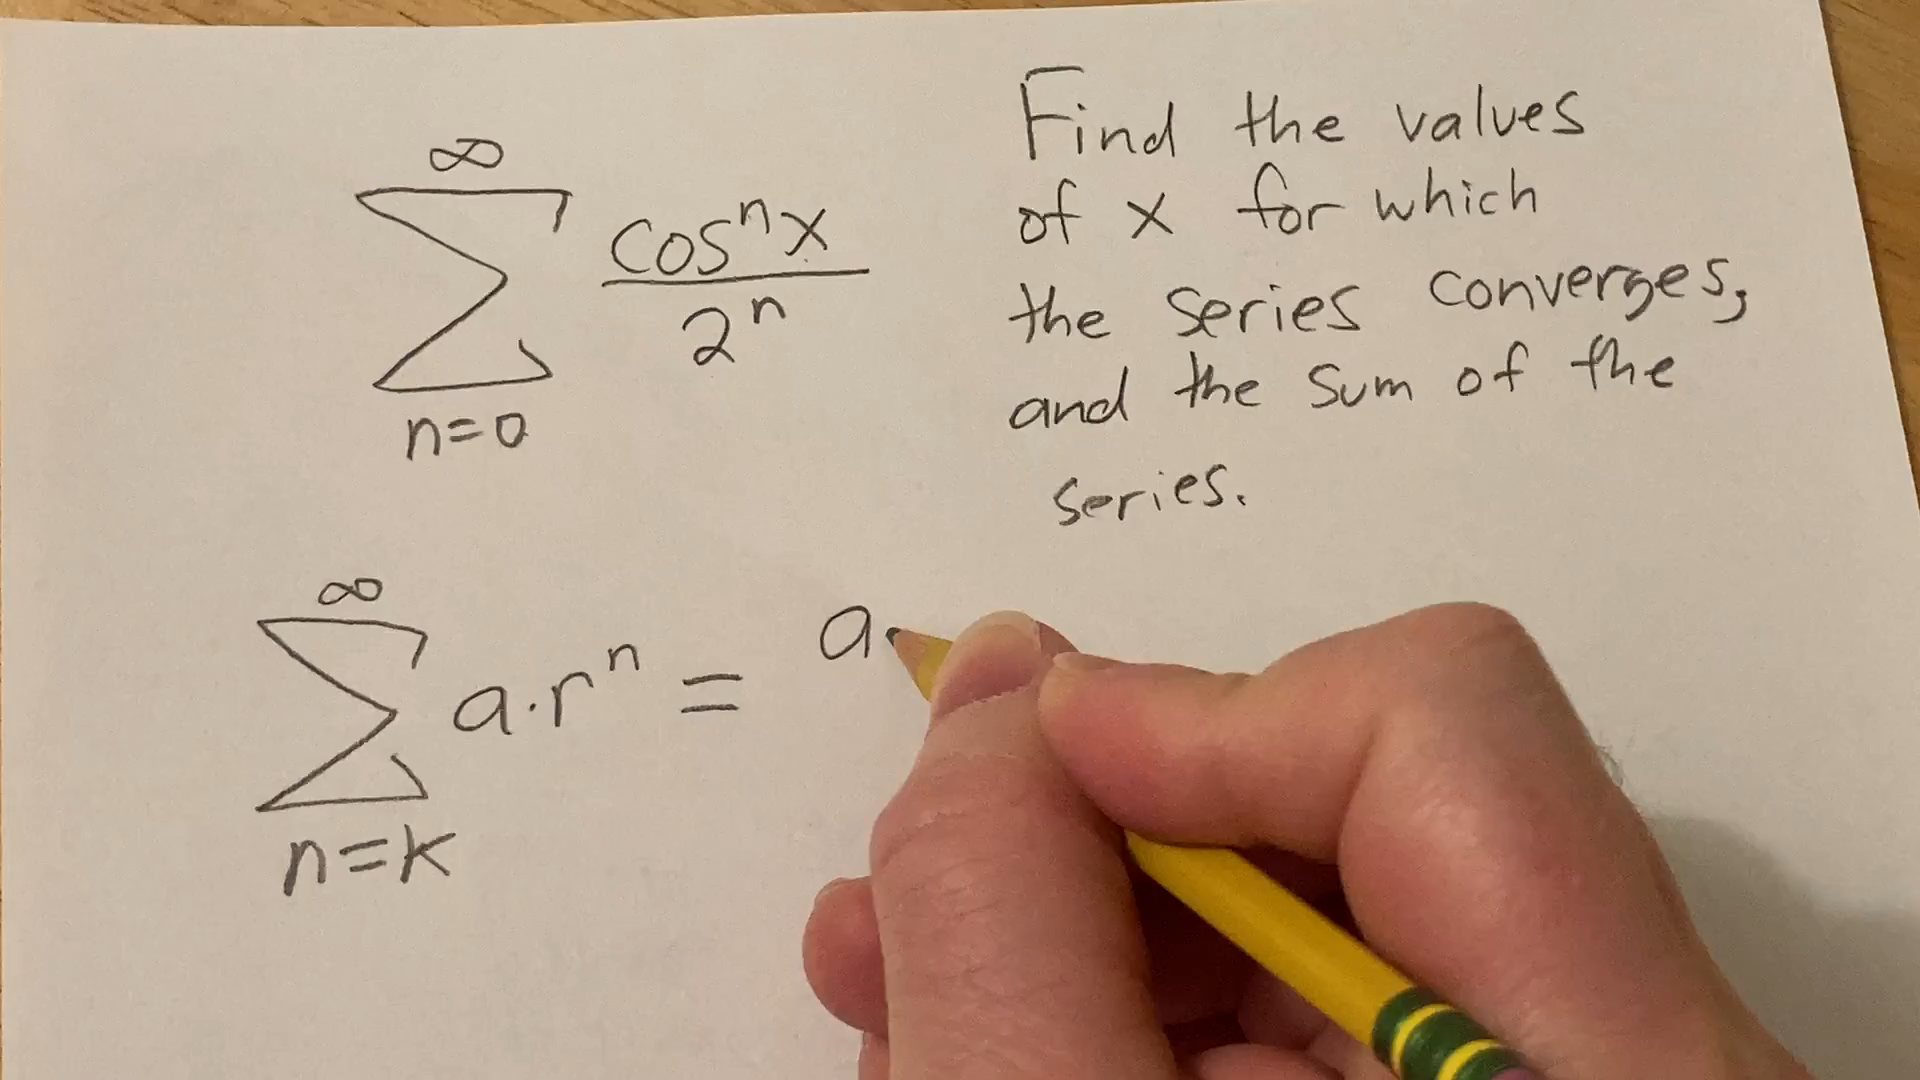 ∞
∑ cosⁿx / 2ⁿ
n=0
Find the values
of x for which
the series converges,
and the sum of the
series.
∞
∑ a·rⁿ = a
n=k